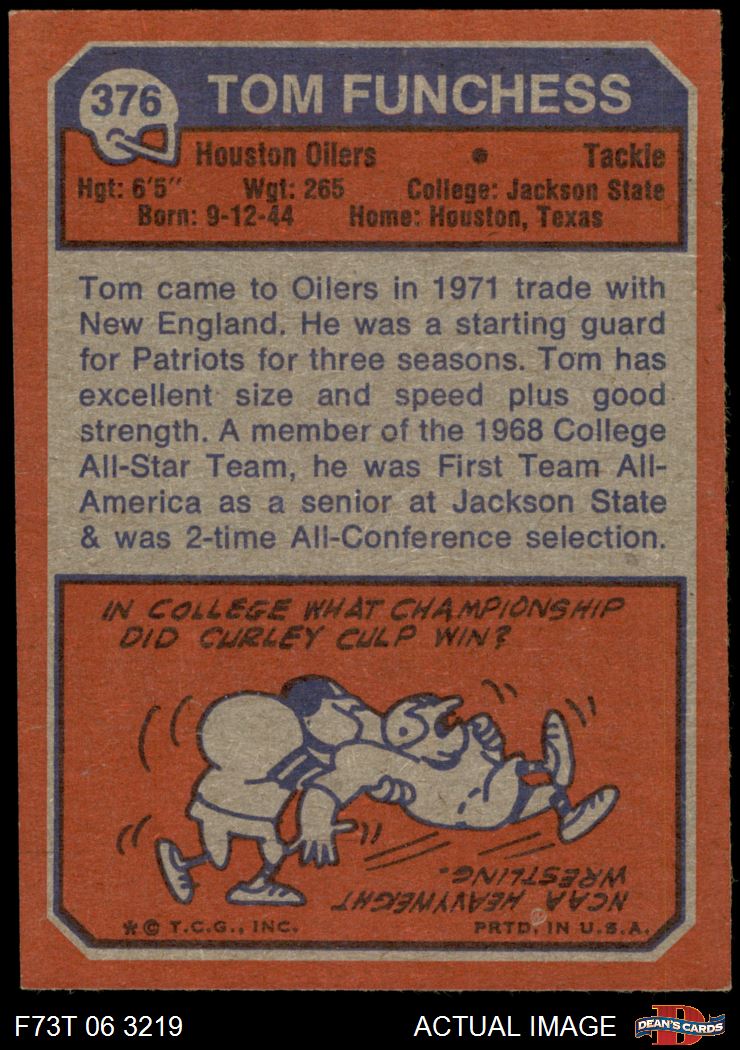 376
TOM FUNCHESS
Houston Oilers • Tackle
Hgt: 6'5" Wgt: 265 College: Jackson State
Born: 9-12-44 Home: Houston, Texas
Tom came to Oilers in 1971 trade with
New England. He was a starting guard
for Patriots for three seasons. Tom has
excellent size and speed plus good
strength. A member of the 1968 College
All-Star Team, he was First Team All-
America as a senior at Jackson State
& was 2-time All-Conference selection.
IN COLLEGE WHAT CHAMPIONSHIP
DID CURLEY CULP WIN?
NCAA HEAVYWEIGHT
WRESTLING.
*© T.C.G., INC. PRTD. IN U.S.A.
F73T 06 3219 ACTUAL IMAGE D DEAN'S CARDS